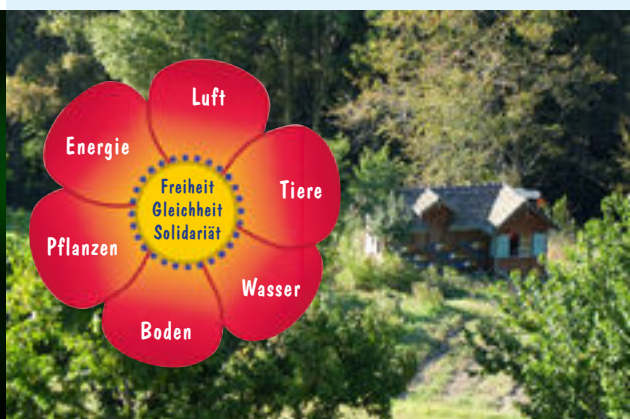 Luft
Energie
Tiere
Freiheit
Gleichheit
Solidariät
Pflanzen
Wasser
Boden